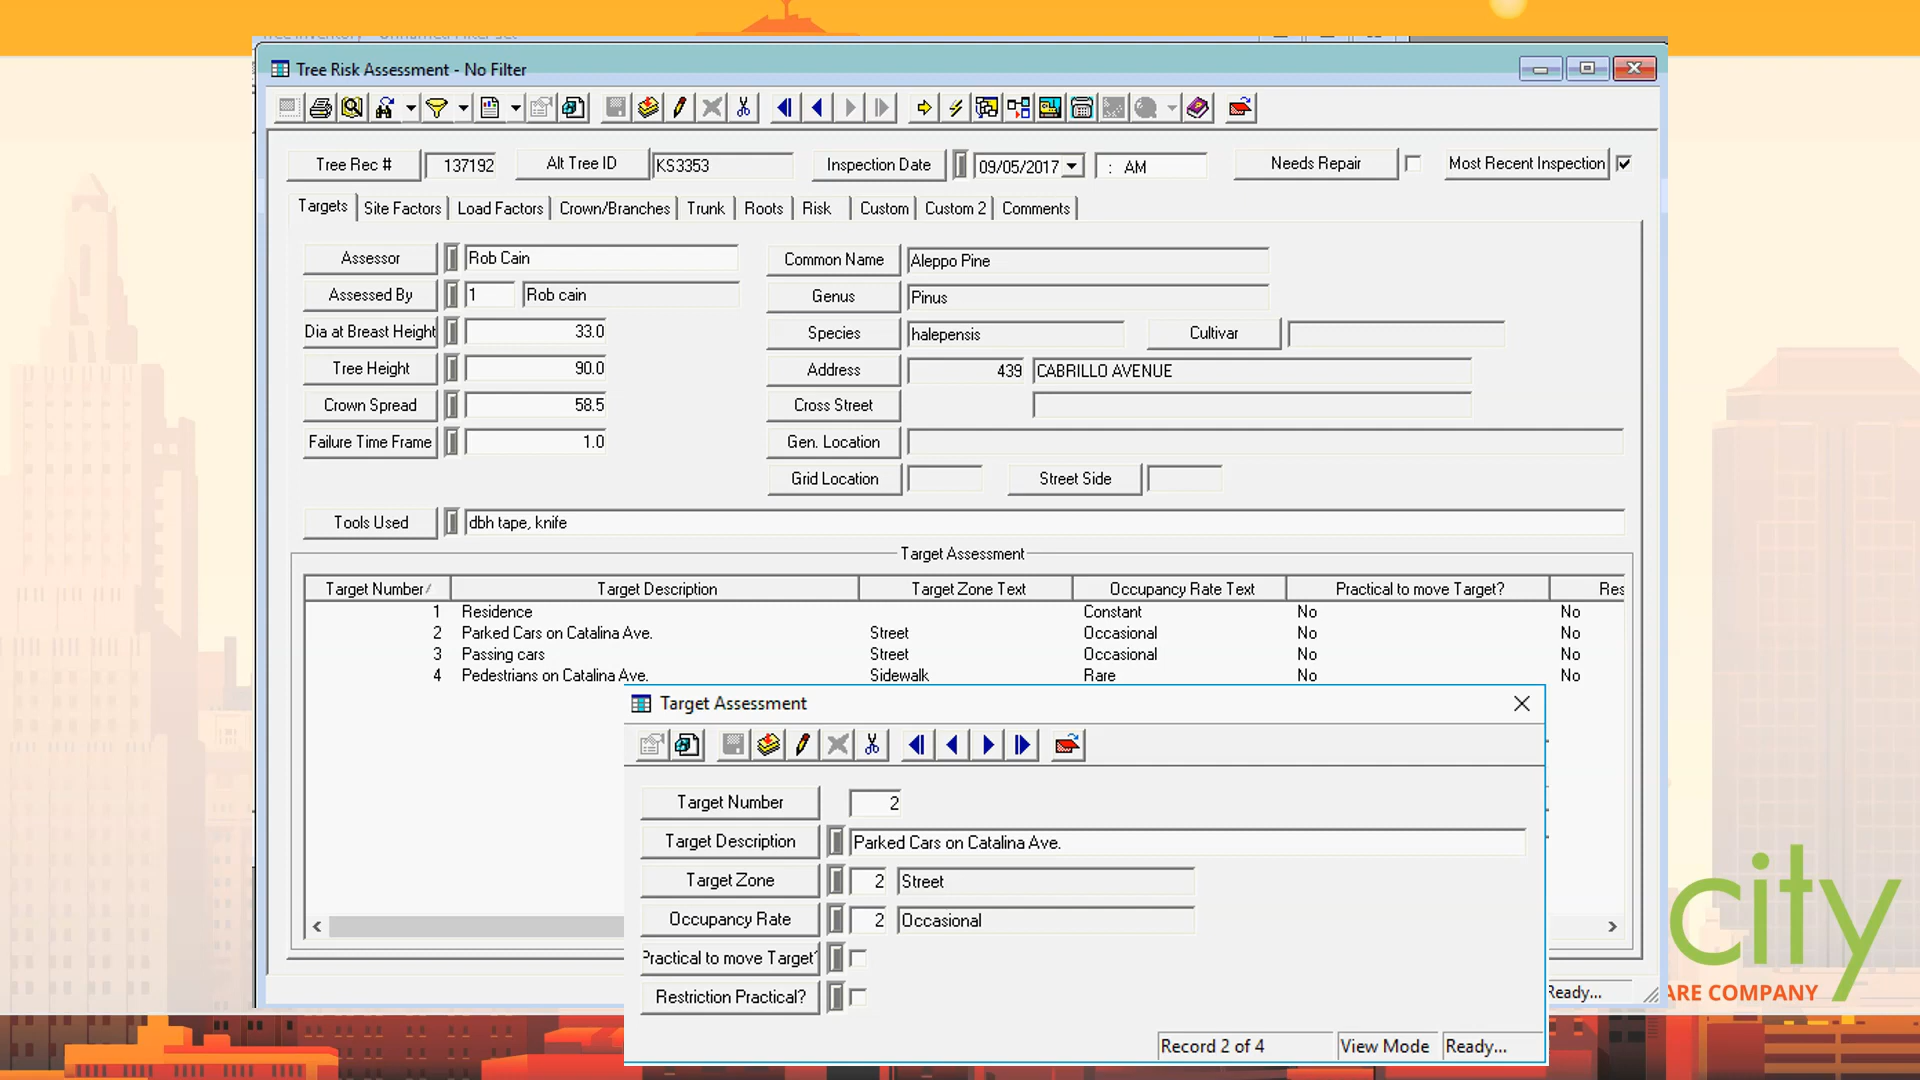 Tree Risk Assessment - No Filter
Tree Rec # 137192 Alt Tree ID KS3353 Inspection Date 09/05/2017 : AM Needs Repair Most Recent Inspection
Targets Site Factors Load Factors Crown/Branches Trunk Roots Risk Custom Custom 2 Comments
Assessor Rob Cain Common Name Aleppo Pine
Assessed By 1 Rob cain Genus Pinus
Dia at Breast Height 33.0 Species halepensis Cultivar
Tree Height 90.0 Address 439 CABRILLO AVENUE
Crown Spread 58.5 Cross Street
Failure Time Frame 1.0 Gen. Location
Grid Location Street Side
Tools Used dbh tape, knife
Target Assessment
Target Number Target Description Target Zone Text Occupancy Rate Text Practical to move Target? Res
1 Residence Constant No No
2 Parked Cars on Catalina Ave. Street Occasional No No
3 Passing cars Street Occasional No No
4 Pedestrians on Catalina Ave. Sidewalk Rare No No
Target Assessment
Target Number 2
Target Description Parked Cars on Catalina Ave.
Target Zone 2 Street
Occupancy Rate 2 Occasional
Practical to move Target?
Restriction Practical?
Record 2 of 4 View Mode Ready...
Ready...
city
ARE COMPANY